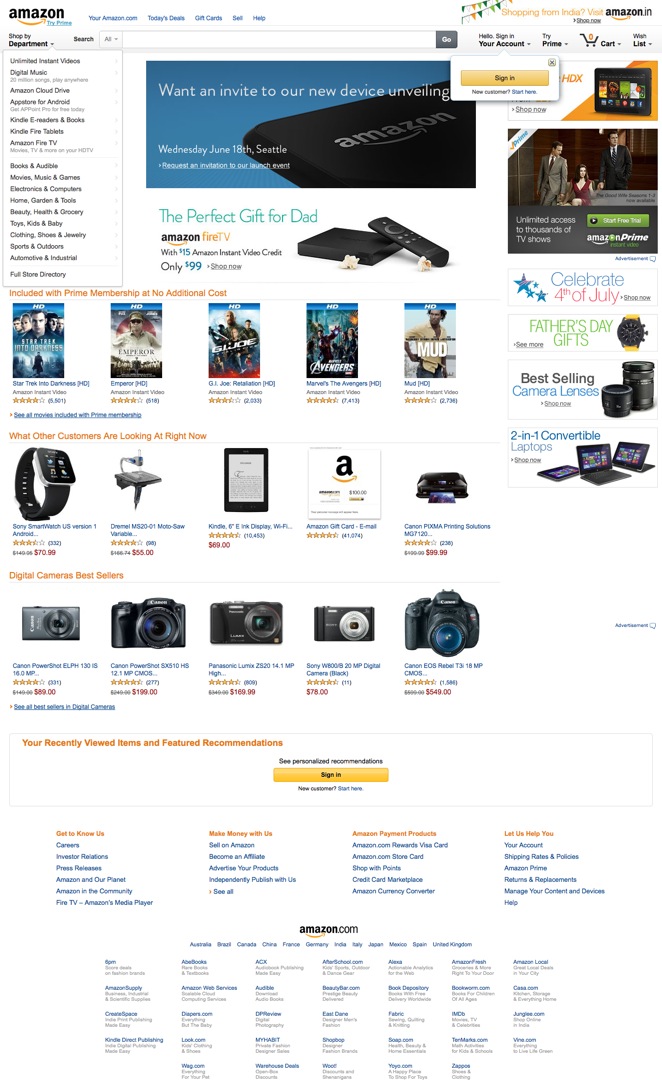 amazon
Try Prime
Your Amazon.com
Today's Deals
Gift Cards
Sell
Help
Shopping from India? Visit amazon.in
Shop now
Shop by
Department
Search
All
Go
Hello. Sign in
Your Account
Try
Prime
0
Cart
Wish
List
Unlimited Instant Videos
Digital Music
20 million songs, play anywhere
Amazon Cloud Drive
Appstore for Android
Get APPoint Pro for free today
Kindle E-readers & Books
Kindle Fire Tablets
Amazon Fire TV
Movies, TV & more on your HDTV
Books & Audible
Movies, Music & Games
Electronics & Computers
Home, Garden & Tools
Beauty, Health & Grocery
Toys, Kids & Baby
Clothing, Shoes & Jewelry
Sports & Outdoors
Automotive & Industrial
Full Store Directory
Sign in
New customer? Start here.
Want an invite to our new device unveiling
amazon
Wednesday June 18th, Seattle
Request an invitation to our launch event
HDX
Shop now
Prime
The Good Wife Seasons 1-3
now available
Unlimited access
to thousands of
TV shows
Start Free Trial
amazonPrime
instant video
Advertisement
The Perfect Gift for Dad
amazon fireTV
With $15 Amazon Instant Video Credit
Only $99
Shop now
Celebrate
4th of July
Shop now
FATHER'S DAY
GIFTS
See more
Best Selling
Camera Lenses
Shop now
2-in-1 Convertible
Laptops
Shop now
Included with Prime Membership at No Additional Cost
HD
HD
HD
HD
HD
STAR TREK
INTO DARKNESS
EMPEROR
G.I. JOE
AVENGERS
MUD
Star Trek Into Darkness [HD]
Amazon Instant Video
(5,501)
Emperor [HD]
Amazon Instant Video
(518)
G.I. Joe: Retaliation [HD]
Amazon Instant Video
(2,033)
Marvel's The Avengers [HD]
Amazon Instant Video
(7,413)
Mud [HD]
Amazon Instant Video
(2,736)
See all movies included with Prime membership
What Other Customers Are Looking At Right Now
a
$100.00
Sony SmartWatch US version 1
Android...
(332)
$149.95 $70.99
Dremel MS20-01 Moto-Saw
Variable...
(98)
$166.74 $55.00
Kindle, 6" E Ink Display, Wi-Fi...
(10,453)
$69.00
Amazon Gift Card - E-mail
(41,074)
Canon PIXMA Printing Solutions
MG7120...
(238)
$199.99 $99.99
Digital Cameras Best Sellers
Canon PowerShot ELPH 130 IS
16.0 MP...
(331)
$149.00 $89.00
Canon PowerShot SX510 HS
12.1 MP CMOS...
(277)
$249.00 $199.00
Panasonic Lumix ZS20 14.1 MP
High...
(809)
$349.00 $169.99
Sony W800/B 20 MP Digital
Camera (Black)
(11)
$78.00
Canon EOS Rebel T3i 18 MP
CMOS...
(1,586)
$599.00 $549.00
Advertisement
See all best sellers in Digital Cameras
Your Recently Viewed Items and Featured Recommendations
See personalized recommendations
Sign in
New customer? Start here.
Get to Know Us
Careers
Investor Relations
Press Releases
Amazon and Our Planet
Amazon in the Community
Fire TV – Amazon's Media Player
Make Money with Us
Sell on Amazon
Become an Affiliate
Advertise Your Products
Independently Publish with Us
See all
Amazon Payment Products
Amazon.com Rewards Visa Card
Amazon.com Store Card
Shop with Points
Credit Card Marketplace
Amazon Currency Converter
Let Us Help You
Your Account
Shipping Rates & Policies
Amazon Prime
Returns & Replacements
Manage Your Content and Devices
Help
amazon.com
Australia Brazil Canada China France Germany India Italy Japan Mexico Spain United Kingdom
6pm
Score deals
on fashion brands
AbeBooks
Rare Books
& Textbooks
ACX
Audiobook Publishing
Made Easy
AfterSchool.com
Kids' Sports, Outdoor
& Dance Gear
Alexa
Actionable Analytics
for the Web
AmazonFresh
Groceries & More
Right To Your Door
Amazon Local
Great Local Deals
in Your City
AmazonSupply
Business, Industrial
& Scientific Supplies
Amazon Web Services
Scalable Cloud
Computing Services
Audible
Download
Audio Books
BeautyBar.com
Prestige Beauty
Delivered
Book Depository
Books With Free
Delivery Worldwide
Bookworm.com
Books For Children
Of All Ages
Casa.com
Kitchen, Storage
& Everything Home
CreateSpace
Indie Print Publishing
Made Easy
Diapers.com
Everything
But The Baby
DPReview
Digital
Photography
East Dane
Designer Men's
Fashion
Fabric
Sewing, Quilting
& Knitting
IMDb
Movies, TV
& Celebrities
Junglee.com
Shop Online
in India
Kindle Direct Publishing
Indie Digital Publishing
Made Easy
Look.com
Kids' Clothing
& Shoes
MYHABIT
Private Fashion
Designer Sales
Shopbop
Designer
Fashion Brands
Soap.com
Health, Beauty &
Home Essentials
TenMarks.com
Math Activities
for Kids & Schools
Vine.com
Everything
to Live Life Green
Wag.com
Everything
For Your Pet
Warehouse Deals
Open-Box
Discounts
Woot!
Discounts and
Shenanigans
Yoyo.com
A Happy Place
To Shop For Toys
Zappos
Shoes &
Clothing